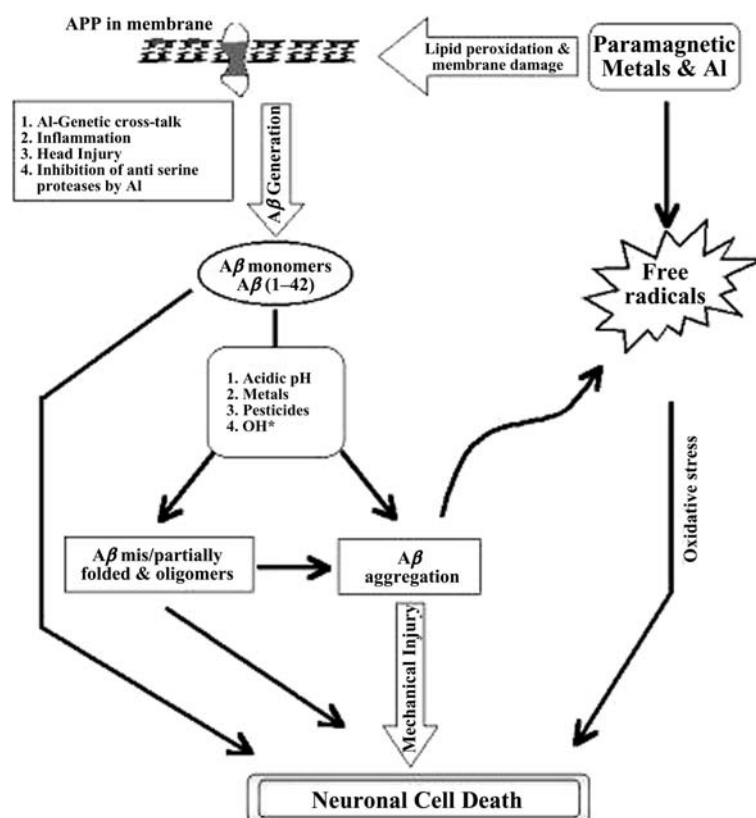 APP in membrane
Lipid peroxidation &
membrane damage
Paramagnetic
Metals & Al
1. Al-Genetic cross-talk
2. Inflammation
3. Head Injury
4. Inhibition of anti serine
proteases by Al
Aβ Generation
Aβ monomers
Aβ (1–42)
Free
radicals
1. Acidic pH
2. Metals
3. Pesticides
4. OH*
Oxidative stress
Aβ mis/partially
folded & oligomers
Aβ
aggregation
Mechanical Injury
Neuronal Cell Death